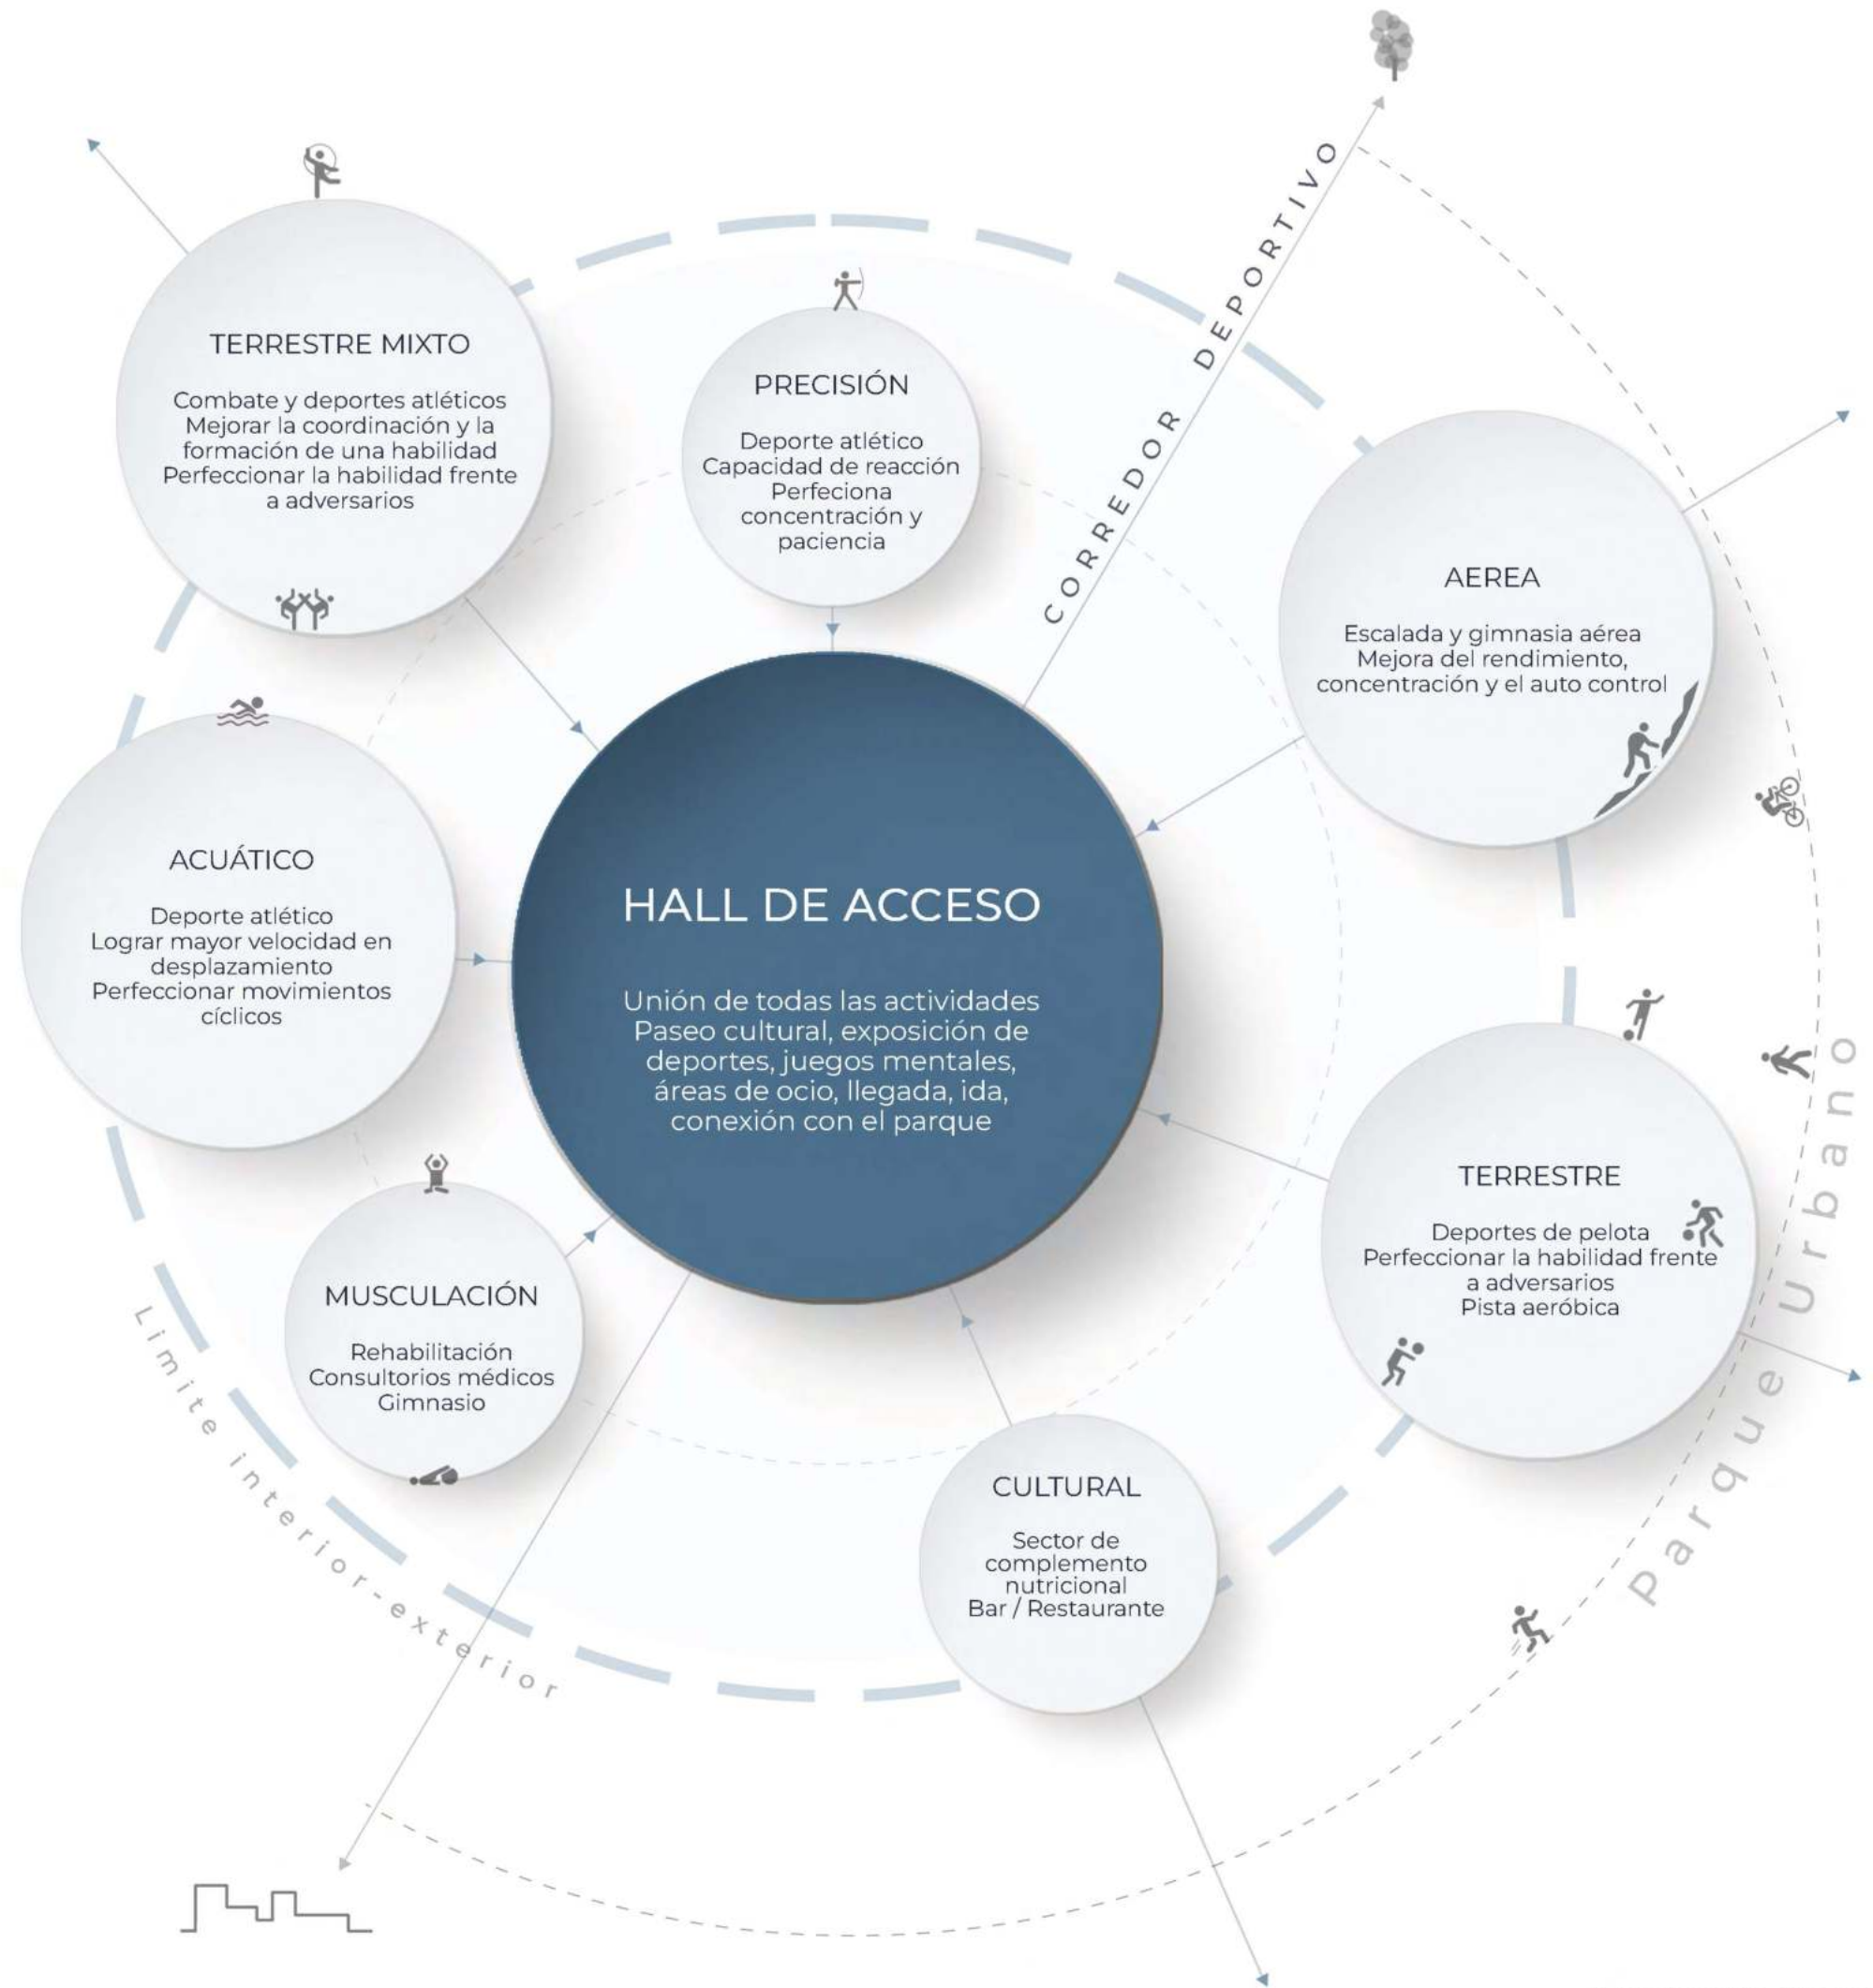 CORREDOR DEPORTIVO
TERRESTRE MIXTO
Combate y deportes atléticos
Mejorar la coordinación y la
formación de una habilidad
Perfeccionar la habilidad frente
a adversarios
PRECISIÓN
Deporte atlético
Capacidad de reacción
Perfeciona
concentración y
paciencia
AEREA
Escalada y gimnasia aérea
Mejora del rendimiento,
concentración y el auto control
ACUÁTICO
Deporte atlético
Lograr mayor velocidad en
desplazamiento
Perfeccionar movimientos
cíclicos
HALL DE ACCESO
Unión de todas las actividades
Paseo cultural, exposición de
deportes, juegos mentales,
áreas de ocio, llegada, ida,
conexión con el parque
TERRESTRE
Deportes de pelota
Perfeccionar la habilidad frente
a adversarios
Pista aeróbica
MUSCULACIÓN
Rehabilitación
Consultorios médicos
Gimnasio
CULTURAL
Sector de
complemento
nutricional
Bar / Restaurante
Limite interior-exterior
Parque Urbano